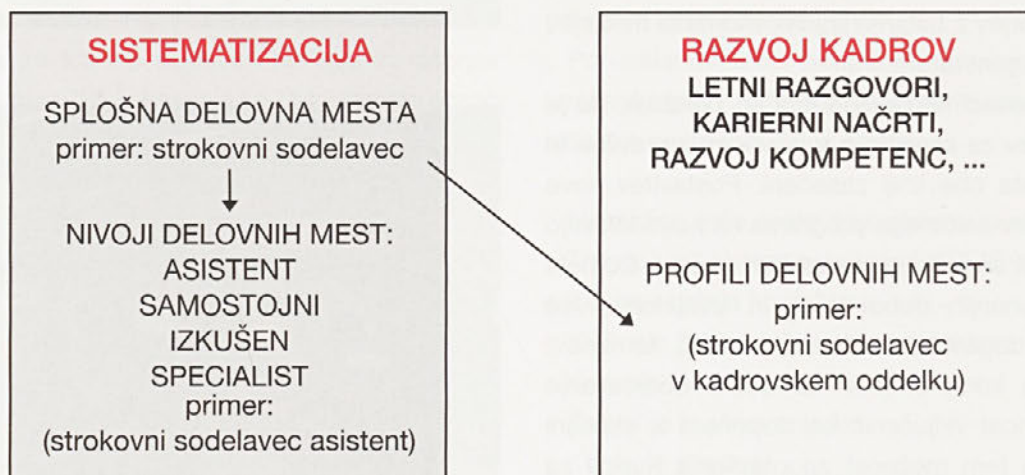 SISTEMATIZACIJA
SPLOŠNA DELOVNA MESTA
primer: strokovni sodelavec
NIVOJI DELOVNIH MEST:
ASISTENT
SAMOSTOJNI
IZKUŠEN
SPECIALIST
primer:
(strokovni sodelavec asistent)
RAZVOJ KADROV
LETNI RAZGOVORI,
KARIERNI NAČRTI,
RAZVOJ KOMPETENC, ...
PROFILI DELOVNIH MEST:
primer:
(strokovni sodelavec
v kadrovskem oddelku)